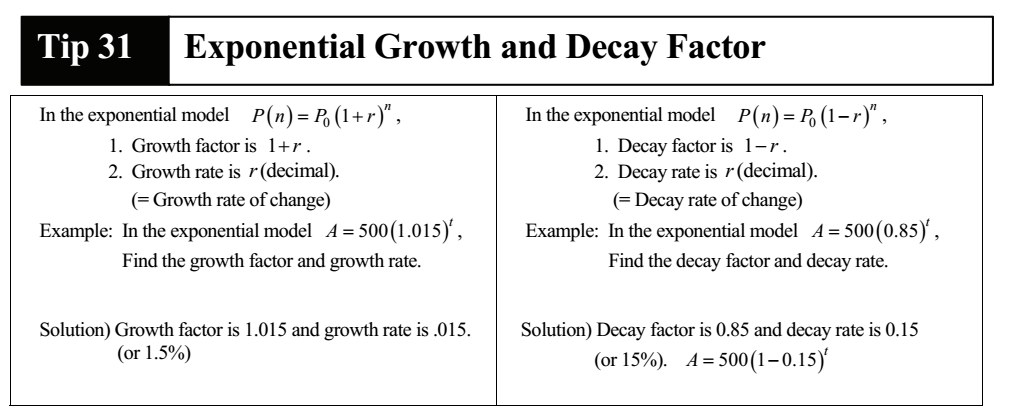 Tip 31 Exponential Growth and Decay Factor
In the exponential model P(n) = P₀(1+r)ⁿ,
1. Growth factor is 1+r.
2. Growth rate is r (decimal).
(= Growth rate of change)
Example: In the exponential model A = 500(1.015)ᵗ,
Find the growth factor and growth rate.
Solution) Growth factor is 1.015 and growth rate is .015.
(or 1.5%)
In the exponential model P(n) = P₀(1−r)ⁿ,
1. Decay factor is 1−r.
2. Decay rate is r (decimal).
(= Decay rate of change)
Example: In the exponential model A = 500(0.85)ᵗ,
Find the decay factor and decay rate.
Solution) Decay factor is 0.85 and decay rate is 0.15
(or 15%). A = 500(1−0.15)ᵗ